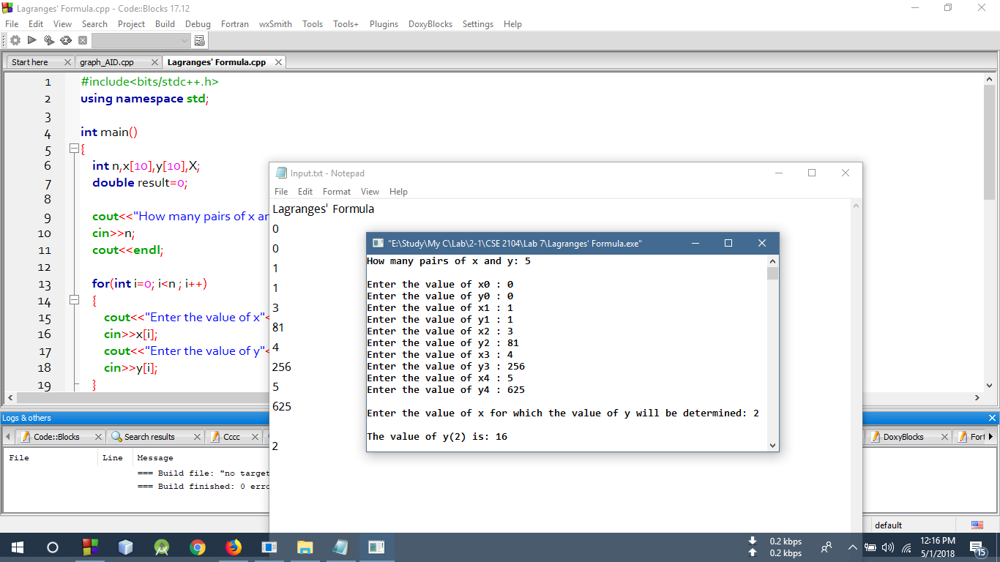 Lagranges' Formula.cpp - Code::Blocks 17.12
File Edit View Search Project Build Debug Fortran wxSmith Tools Tools+ Plugins DoxyBlocks Settings Help
Start here graph_AID.cpp Lagranges' Formula.cpp
1 #include<bits/stdc++.h>
2 using namespace std;
3
4 int main()
5 {
6 int n,x[10],y[10],X;
7 double result=0;
8
9 cout<<"How many pairs of x an
10 cin>>n;
11 cout<<endl;
12
13 for(int i=0; i<n ; i++)
14 {
15 cout<<"Enter the value of x"<
16 cin>>x[i];
17 cout<<"Enter the value of y"<
18 cin>>y[i];
19 }
Input.txt - Notepad
File Edit Format View Help
Lagranges' Formula
0
0
1
1
3
81
4
256
5
625
2
"E:\Study\My C\Lab\2-1\CSE 2104\Lab 7\Lagranges' Formula.exe"
How many pairs of x and y: 5
Enter the value of x0 : 0
Enter the value of y0 : 0
Enter the value of x1 : 1
Enter the value of y1 : 1
Enter the value of x2 : 3
Enter the value of y2 : 81
Enter the value of x3 : 4
Enter the value of y3 : 256
Enter the value of x4 : 5
Enter the value of y4 : 625
Enter the value of x for which the value of y will be determined: 2
The value of y(2) is: 16
Logs & others
Code::Blocks Search results Cccc DoxyBlocks Fort
File Line Message
=== Build file: "no target
=== Build finished: 0 erro
default
0.2 kbps
0.2 kbps
12:16 PM
5/1/2018
15